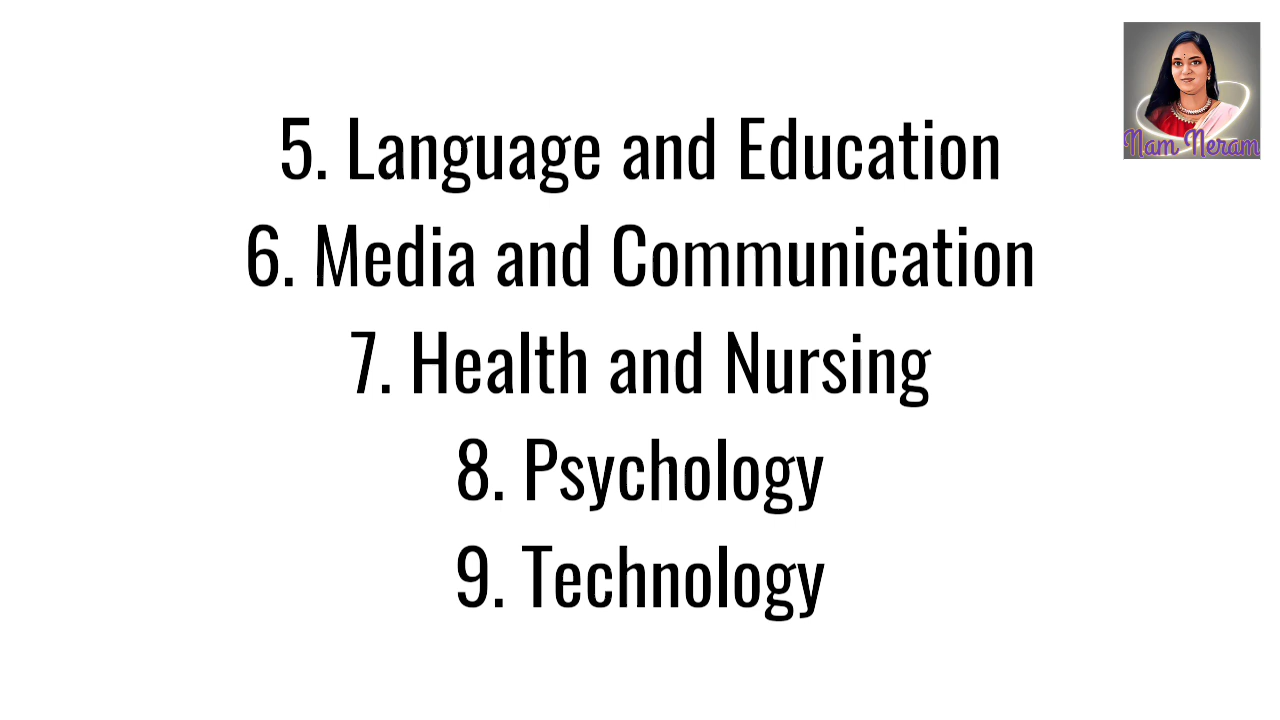 Nam Neram
5. Language and Education
6. Media and Communication
7. Health and Nursing
8. Psychology
9. Technology